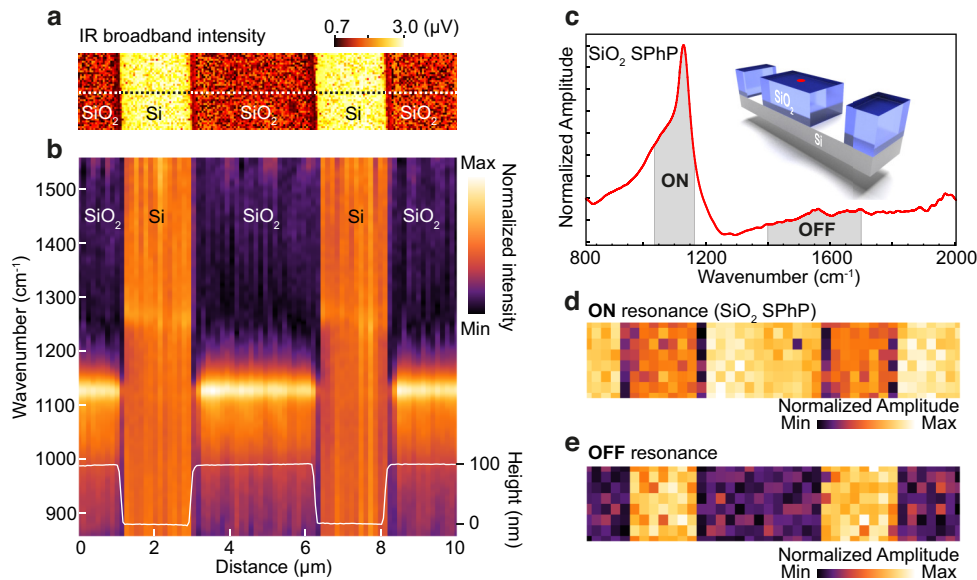 a
IR broadband intensity
0.7 3.0 (µV)
SiO2 Si SiO2 Si SiO2
b
SiO2 Si SiO2 Si SiO2
1500
1400
1300
1200
1100
1000
900
Wavenumber (cm-1)
Max
Min
Normalized intensity
100
0
Height (nm)
0 2 4 6 8 10
Distance (µm)
c
SiO2 SPhP
Normalized Amplitude
ON
OFF
SiO2
Si
800 1200 1600 2000
Wavenumber (cm-1)
d
ON resonance (SiO2 SPhP)
Normalized Amplitude
Min Max
e
OFF resonance
Normalized Amplitude
Min Max